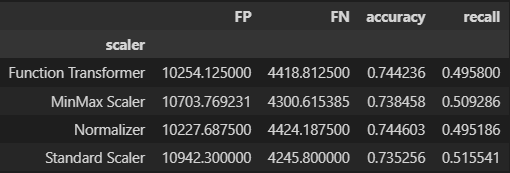 FP FN accuracy recall
scaler
Function Transformer 10254.125000 4418.812500 0.744236 0.495800
MinMax Scaler 10703.769231 4300.615385 0.738458 0.509286
Normalizer 10227.687500 4424.187500 0.744603 0.495186
Standard Scaler 10942.300000 4245.800000 0.735256 0.515541